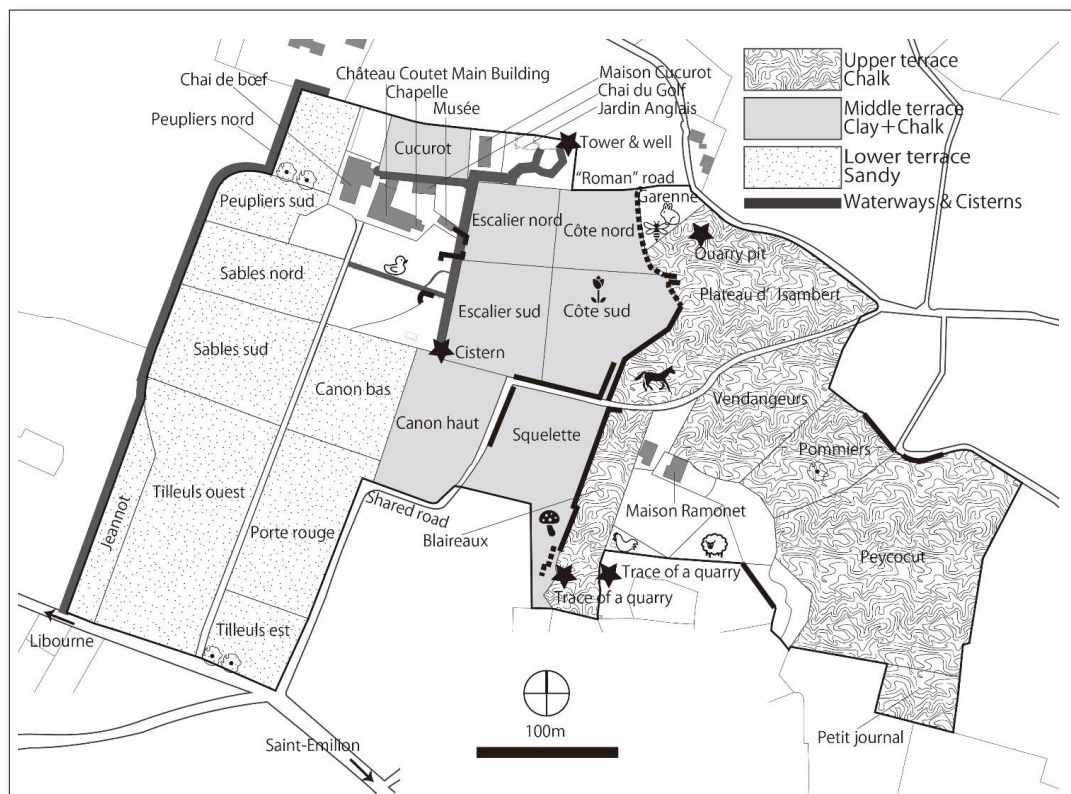 Chai de bœf
Château Coutet Main Building
Chapelle
Musée
Maison Cucurot
Chai du Golf
Jardin Anglais
Upper terrace
Chalk
Middle terrace
Clay+Chalk
Lower terrace
Sandy
Waterways & Cisterns
Peupliers nord
Cucurot
Tower & well
"Roman" road
Garenne
Peupliers sud
Escalier nord
Côte nord
Quarry pit
Sables nord
Plateau d' Isambert
Escalier sud
Côte sud
Sables sud
Cistern
Canon bas
Vendangeurs
Canon haut
Squelette
Pommiers
Tilleuls ouest
Jeannot
Shared road
Blaireaux
Maison Ramonet
Porte rouge
Peycocut
Trace of a quarry
Trace of a quarry
Libourne
Tilleuls est
100m
Saint-Emilion
Petit journal